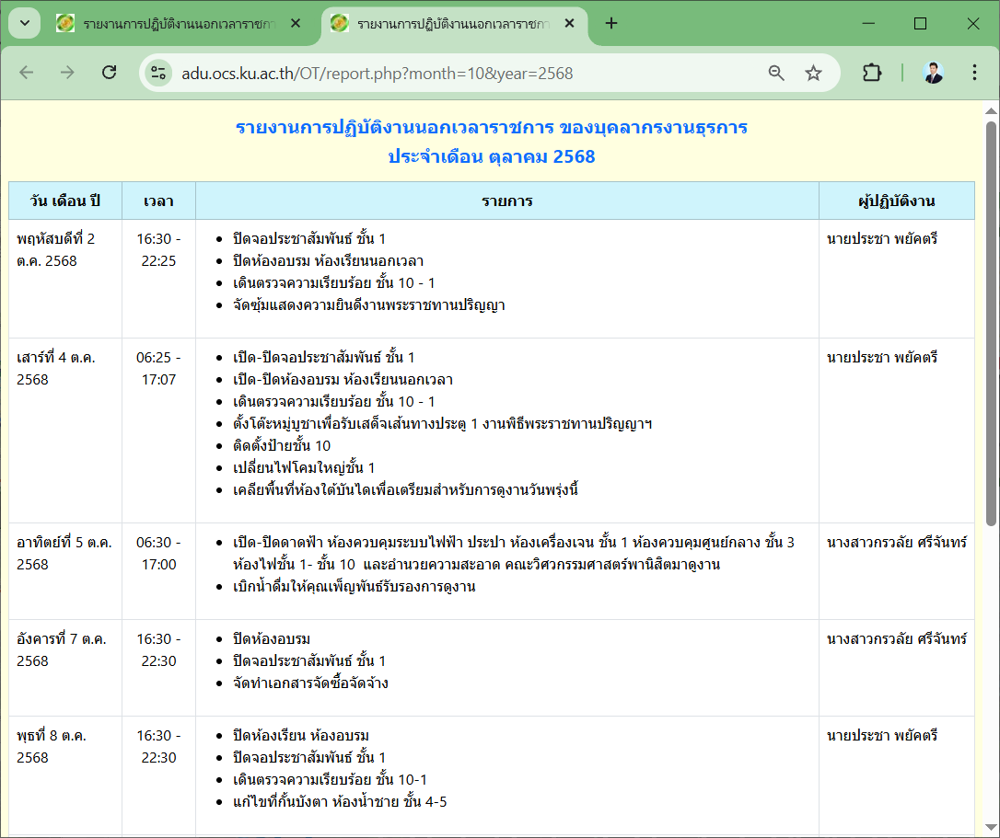 รายงานการปฏิบัติงานนอกเวลาราชกา
รายงานการปฏิบัติงานนอกเวลาราชกา
adu.ocs.ku.ac.th/OT/report.php?month=10&year=2568
รายงานการปฏิบัติงานนอกเวลาราชการ ของบุคลากรงานธุรการ
ประจำเดือน ตุลาคม 2568
วัน เดือน ปี เวลา รายการ ผู้ปฏิบัติงาน
พฤหัสบดีที่ 2
ต.ค. 2568
16:30 -
22:25
ปิดจอประชาสัมพันธ์ ชั้น 1
ปิดห้องอบรม ห้องเรียนนอกเวลา
เดินตรวจความเรียบร้อย ชั้น 10 - 1
จัดซุ้มแสดงความยินดีงานพระราชทานปริญญา
นายประชา พยัคตรี
เสาร์ที่ 4 ต.ค.
2568
06:25 -
17:07
เปิด-ปิดจอประชาสัมพันธ์ ชั้น 1
เปิด-ปิดห้องอบรม ห้องเรียนนอกเวลา
เดินตรวจความเรียบร้อย ชั้น 10 - 1
ตั้งโต๊ะหมู่บูชาเพื่อรับเสด็จเส้นทางประตู 1 งานพิธีพระราชทานปริญญาฯ
ติดตั้งป้ายชั้น 10
เปลี่ยนไฟโคมใหญ่ชั้น 1
เคลียพื้นที่ห้องใต้บันไดเพื่อเตรียมสำหรับการดูงานวันพรุ่งนี้
นายประชา พยัคตรี
อาทิตย์ที่ 5 ต.ค.
2568
06:30 -
17:00
เปิด-ปิดดาดฟ้า ห้องควบคุมระบบไฟฟ้า ประปา ห้องเครื่องเจน ชั้น 1 ห้องควบคุมศูนย์กลาง ชั้น 3
ห้องไฟชั้น 1- ชั้น 10 และอำนวยความสะอาด คณะวิศวกรรมศาสตร์พานิสิตมาดูงาน
เบิกน้ำดื่มให้คุณเพ็ญพันธ์รับรองการดูงาน
นางสาวกรวลัย ศรีจันทร์
อังคารที่ 7 ต.ค.
2568
16:30 -
22:30
ปิดห้องอบรม
ปิดจอประชาสัมพันธ์ ชั้น 1
จัดทำเอกสารจัดซื้อจัดจ้าง
นางสาวกรวลัย ศรีจันทร์
พุธที่ 8 ต.ค.
2568
16:30 -
22:30
ปิดห้องเรียน ห้องอบรม
ปิดจอประชาสัมพันธ์ ชั้น 1
เดินตรวจความเรียบร้อย ชั้น 10-1
แก้ไขที่กั้นบังตา ห้องน้ำชาย ชั้น 4-5
นายประชา พยัคตรี